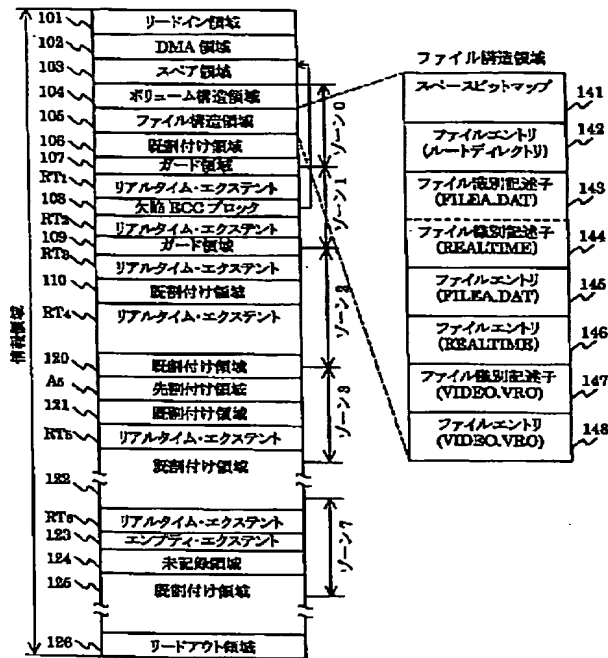 情報領域
101 リードイン領域
102 DMA 領域
103 スペア領域
104 ボリューム構造領域
105 ファイル構造領域
106 既割付け領域
107 ガード領域
RT1 リアルタイム・エクステント
108 欠陥 ECC ブロック
RT2 リアルタイム・エクステント
109 ガード領域
RT3 リアルタイム・エクステント
110 既割付け領域
RT4 リアルタイム・エクステント
120 既割付け領域
A5 先割付け領域
121 既割付け領域
RT5 リアルタイム・エクステント
既割付け領域
122
RT6 リアルタイム・エクステント
123 エンプティ・エクステント
124 未記録領域
125 既割付け領域
126 リードアウト領域
ゾーン 0
ゾーン 1
ゾーン 2
ゾーン 3
ゾーン 7
ファイル構造領域
スペースビットマップ 141
ファイルエントリ 142
(ルートディレクトリ)
ファイル識別記述子 143
(FILEA.DAT)
ファイル識別記述子 144
(REALTIME)
ファイルエントリ 145
(FILEA.DAT)
ファイルエントリ 146
(REALTIME)
ファイル識別記述子 147
(VIDEO.VRO)
ファイルエントリ 148
(VIDEO.VRO)